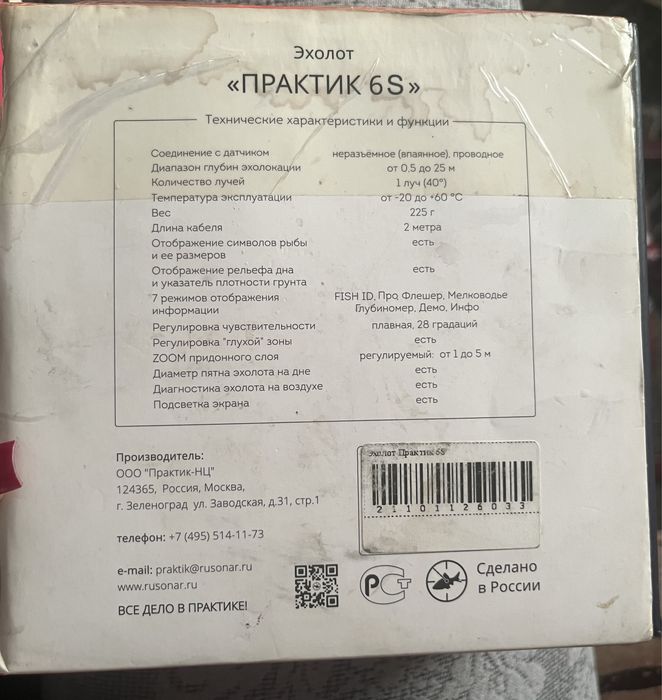 Эхолот
«ПРАКТИК 6S»
Технические характеристики и функции
Соединение с датчиком неразъёмное (впаянное), проводное
Диапазон глубин эхолокации от 0,5 до 25 м
Количество лучей 1 луч (40°)
Температура эксплуатации от -20 до +60 °C
Вес 225 г
Длина кабеля 2 метра
Отображение символов рыбы есть
и ее размеров
Отображение рельефа дна есть
и указатель плотности грунта
7 режимов отображения FISH ID, Про, Флешер, Мелководье
информации Глубиномер, Демо, Инфо
Регулировка чувствительности плавная, 28 градаций
Регулировка "глухой" зоны есть
ZOOM придонного слоя регулируемый: от 1 до 5 м
Диаметр пятна эхолота на дне есть
Диагностика эхолота на воздухе есть
Подсветка экрана есть
Производитель:
ООО "Практик-НЦ"
124365, Россия, Москва,
г. Зеленоград ул. Заводская, д.31, стр.1
телефон: +7 (495) 514-11-73
e-mail: praktik@rusonar.ru
www.rusonar.ru
ВСЕ ДЕЛО В ПРАКТИКЕ!
Эхолот Практик 6S
2110112603 3
РСТ
Сделано
в России